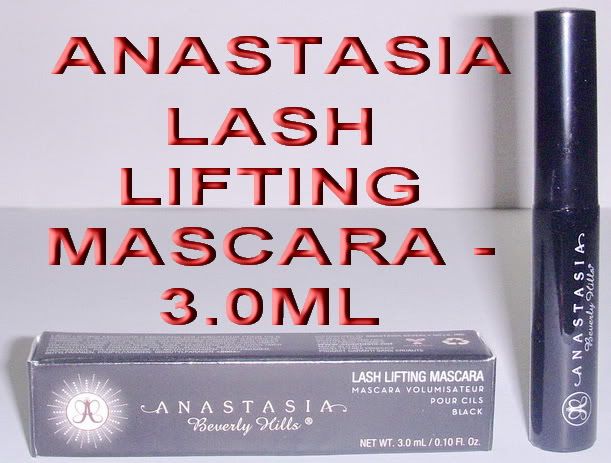 ANASTASIA
LASH
LIFTING
MASCARA -
3.0ML
ANASTASIA
Beverly Hills®
LASH LIFTING MASCARA
MASCARA VOLUMISATEUR
POUR CILS
BLACK
ANASTASIA
Beverly Hills®
NET WT. 3.0 mL / 0.10 Fl. Oz.